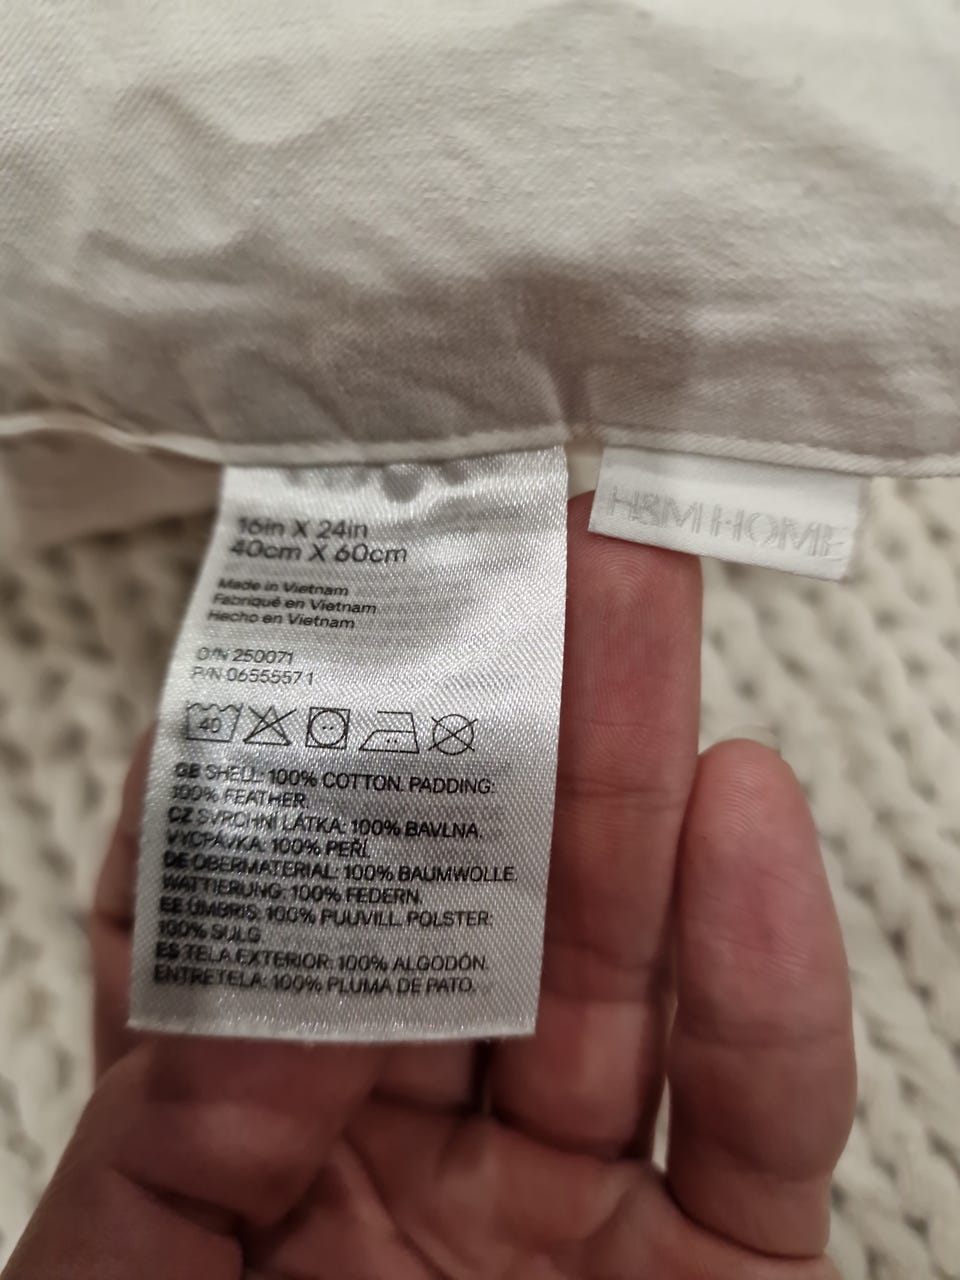 16in X 24in
40cm X 60cm
Made in Vietnam
Fabriqué en Vietnam
Hecho en Vietnam
O/N 250071
P/N 06555571
40
GB SHELL: 100% COTTON. PADDING:
100% FEATHER.
CZ SVRCHNÍ LÁTKA: 100% BAVLNA.
VYCPÁVKA: 100% PEŘÍ.
DE OBERMATERIAL: 100% BAUMWOLLE.
WATTIERUNG: 100% FEDERN.
EE ÜMBRIS: 100% PUUVILL. POLSTER:
100% SULG
ES TELA EXTERIOR: 100% ALGODÓN.
ENTRETELA: 100% PLUMA DE PATO.
H&M HOME